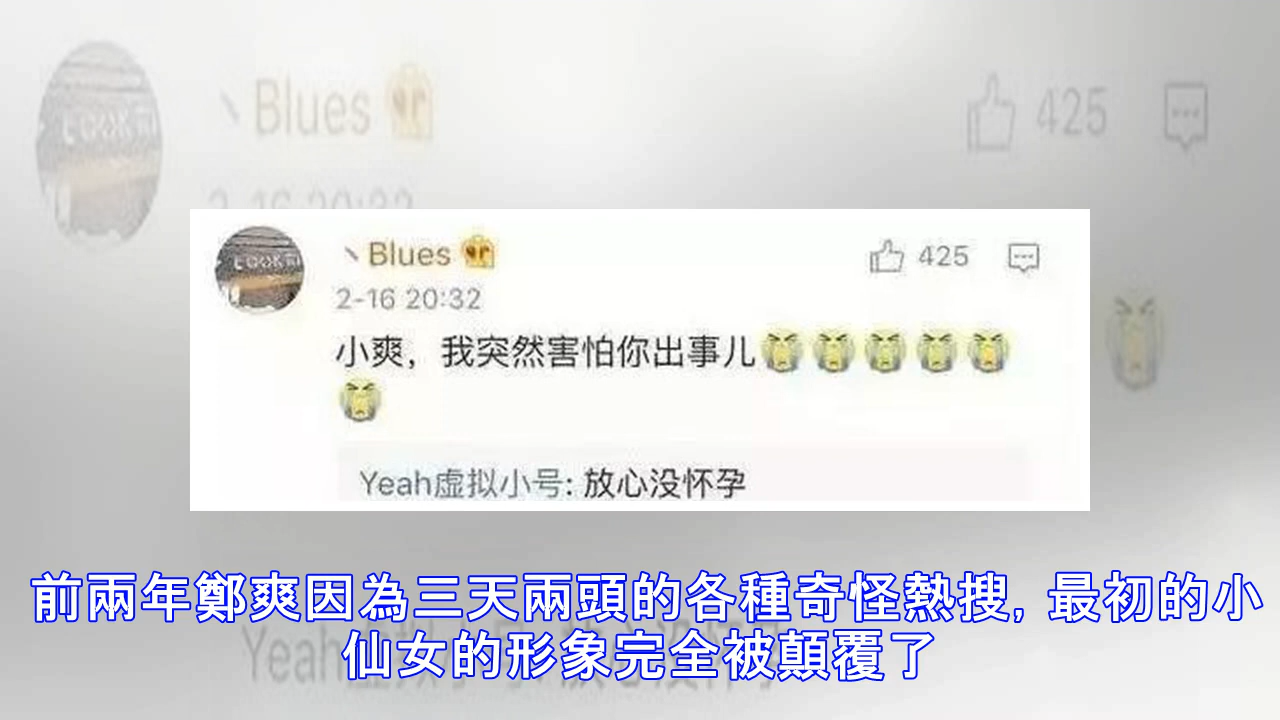 丶Blues
425
2-16 20:32
小爽，我突然害怕你出事儿
Yeah虚拟小号: 放心没怀孕
前兩年鄭爽因為三天兩頭的各種奇怪熱搜, 最初的小
仙女的形象完全被顛覆了